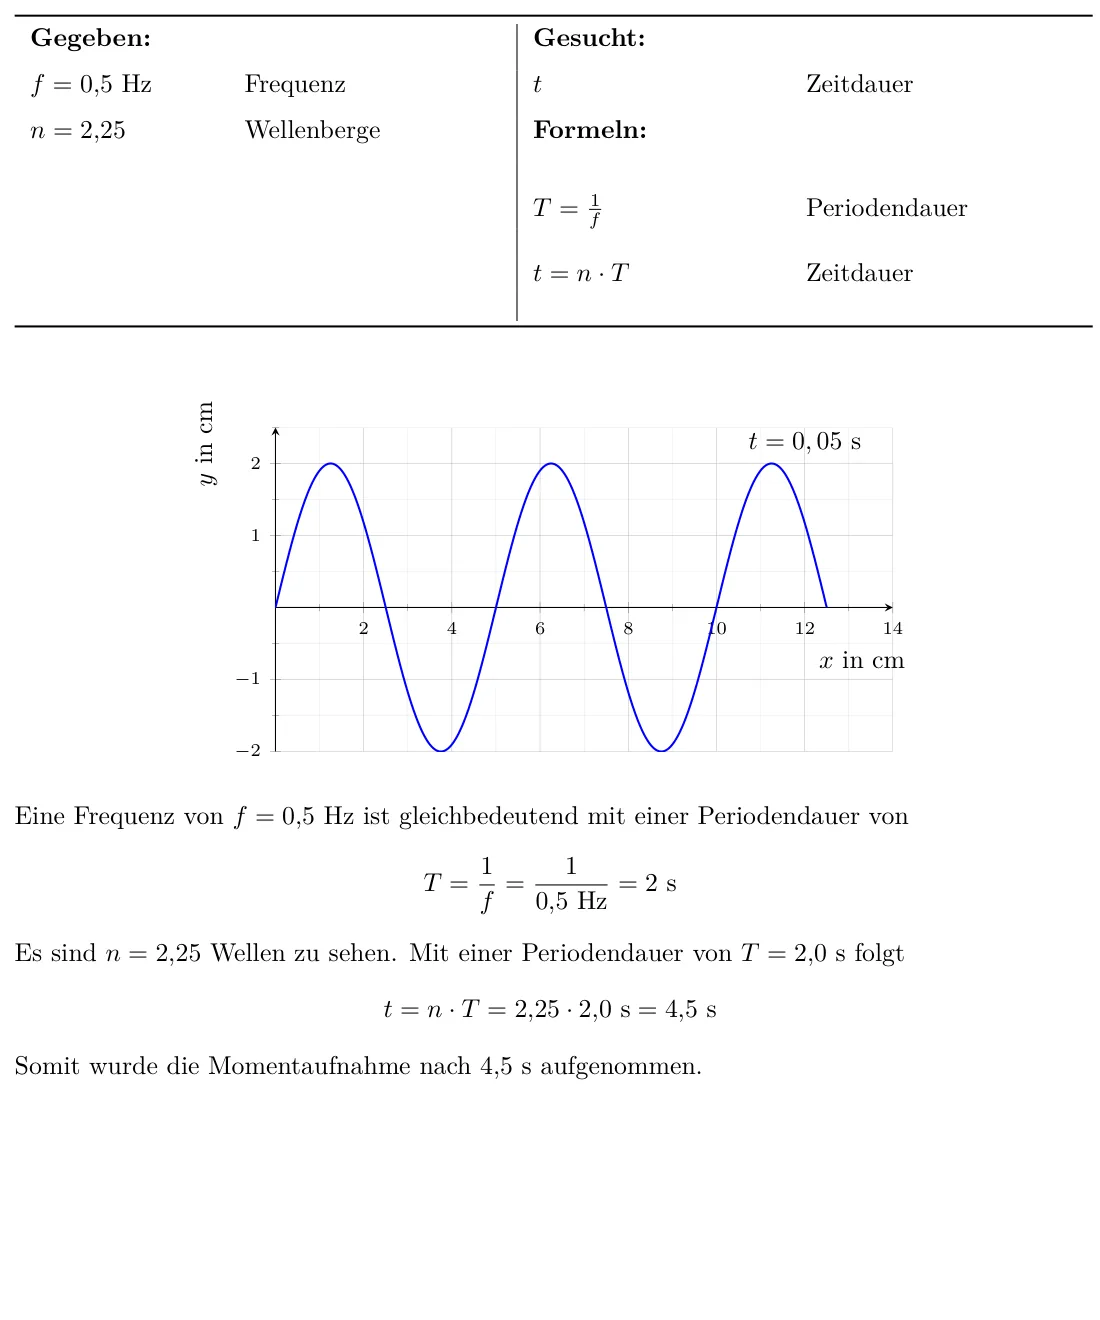 Gegeben: Gesucht:
f = 0,5 Hz Frequenz t Zeitdauer
n = 2,25 Wellenberge Formeln:
T = 1/f Periodendauer
t = n · T Zeitdauer
y in cm
t = 0, 05 s
2
1
2 4 6 8 10 12 14
x in cm
−1
−2
Eine Frequenz von f = 0,5 Hz ist gleichbedeutend mit einer Periodendauer von
T = 1/f = 1/0,5 Hz = 2 s
Es sind n = 2,25 Wellen zu sehen. Mit einer Periodendauer von T = 2,0 s folgt
t = n · T = 2,25 · 2,0 s = 4,5 s
Somit wurde die Momentaufnahme nach 4,5 s aufgenommen.